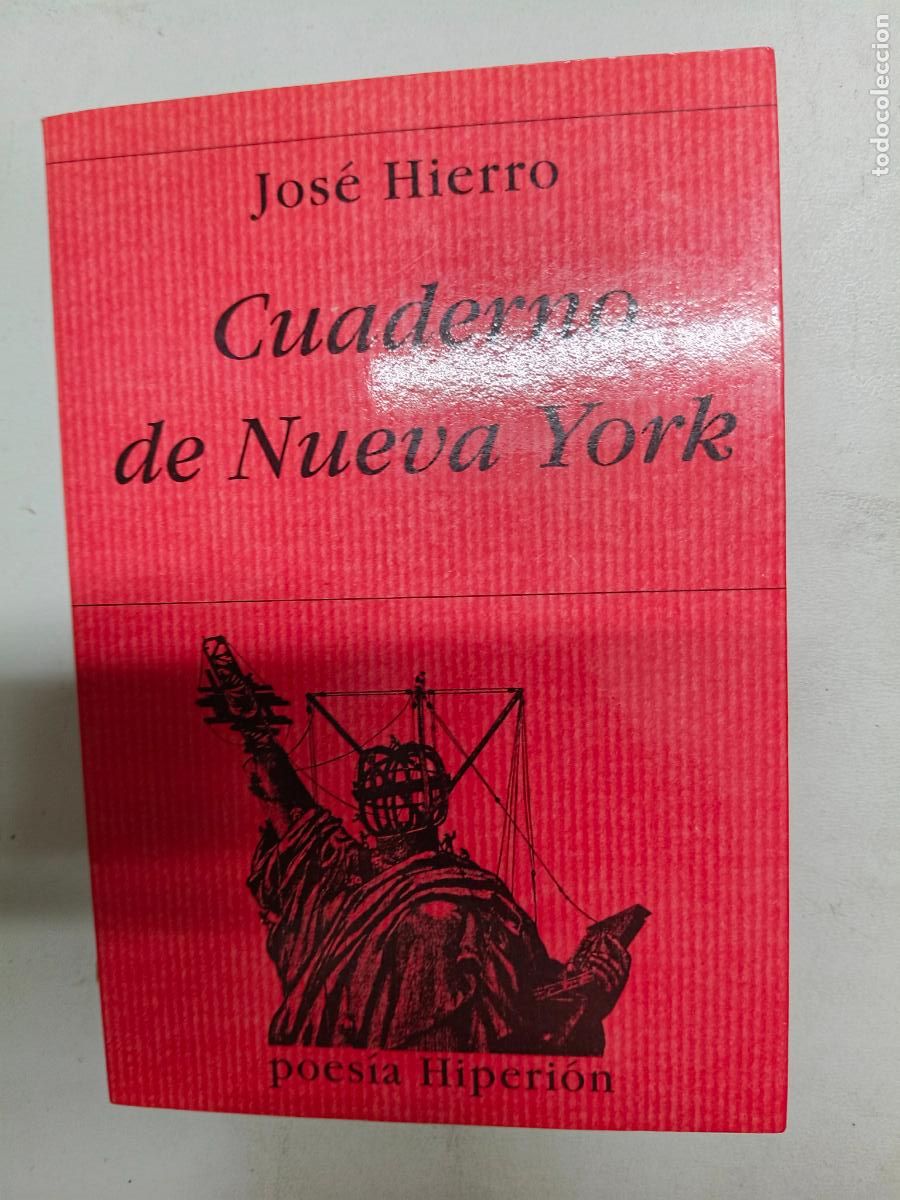 José Hierro
Cuaderno
de Nueva York
poesía Hiperión
todocoleccion